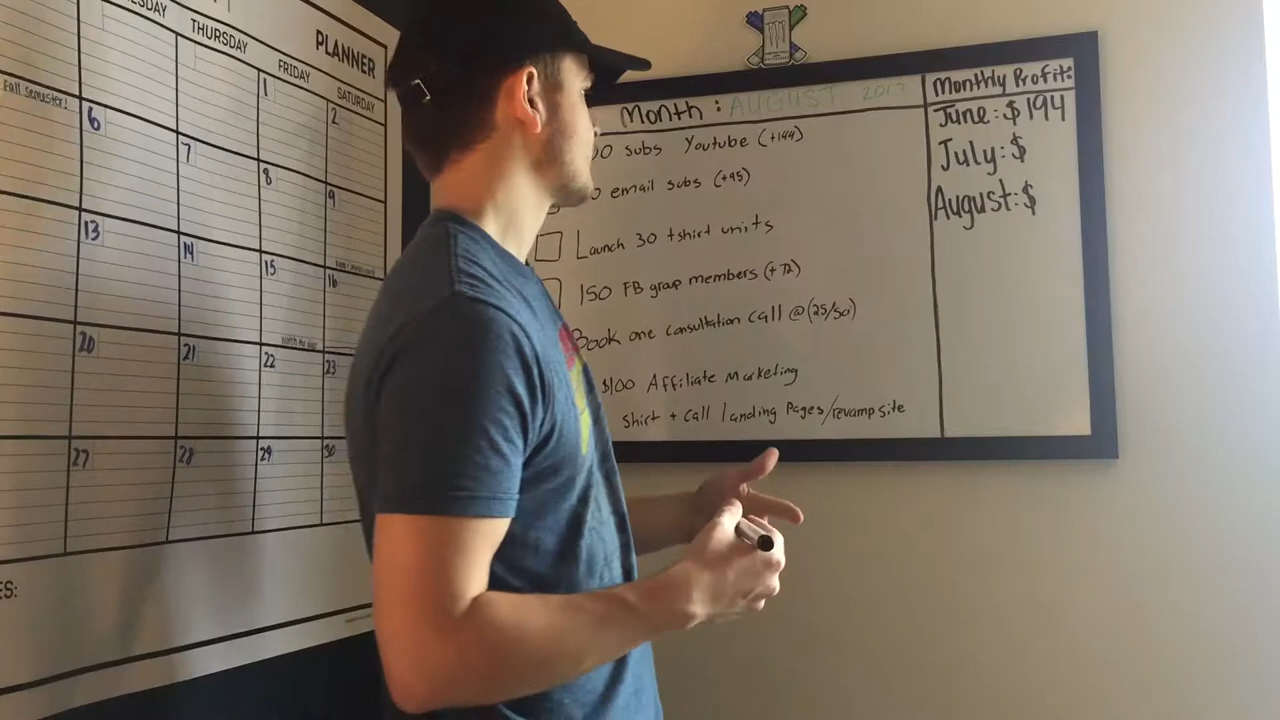 PLANNER
THURSDAY
FRIDAY
SATURDAY
1
2
Fall Semester!
6
7
8
9
13
14
15
16
20
21
22
23
27
28
29
30
Month: AUGUST 2017
0 subs Youtube (+144)
0 email subs (+95)
Launch 30 tshirt units
150 FB group members (+72)
Book one consultation call @(25/50)
$100 Affiliate Marketing
shirt + call landing Pages/revamp site
Monthly Profit:
June: $194
July: $
August: $